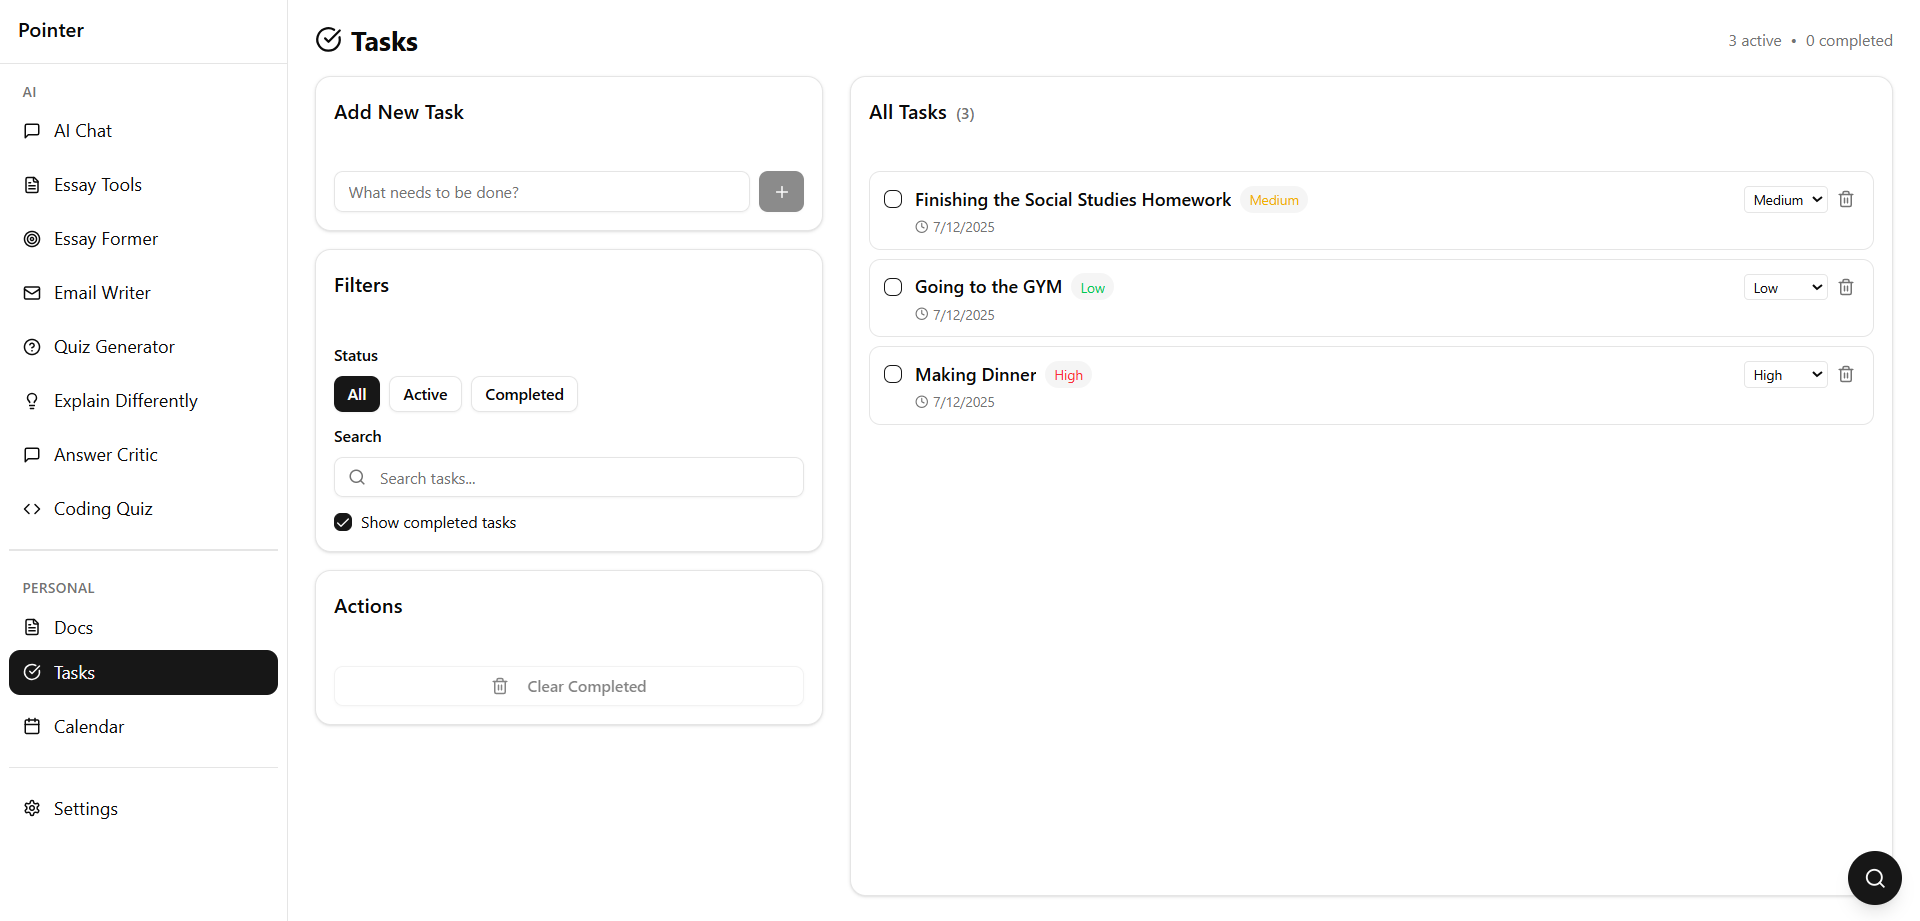 Pointer
AI
AI Chat
Essay Tools
Essay Former
Email Writer
Quiz Generator
Explain Differently
Answer Critic
Coding Quiz
PERSONAL
Docs
Tasks
Calendar
Settings
Tasks
3 active • 0 completed
Add New Task
What needs to be done?
Filters
Status
All Active Completed
Search
Search tasks...
Show completed tasks
Actions
Clear Completed
All Tasks (3)
Finishing the Social Studies Homework Medium Medium
7/12/2025
Going to the GYM Low Low
7/12/2025
Making Dinner High High
7/12/2025